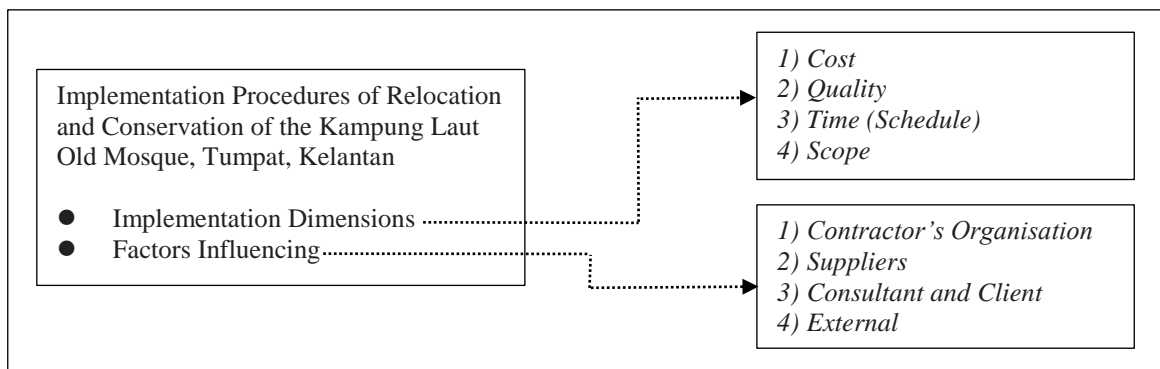 Implementation Procedures of Relocation
and Conservation of the Kampung Laut
Old Mosque, Tumpat, Kelantan
● Implementation Dimensions
● Factors Influencing
1) Cost
2) Quality
3) Time (Schedule)
4) Scope
1) Contractor's Organisation
2) Suppliers
3) Consultant and Client
4) External